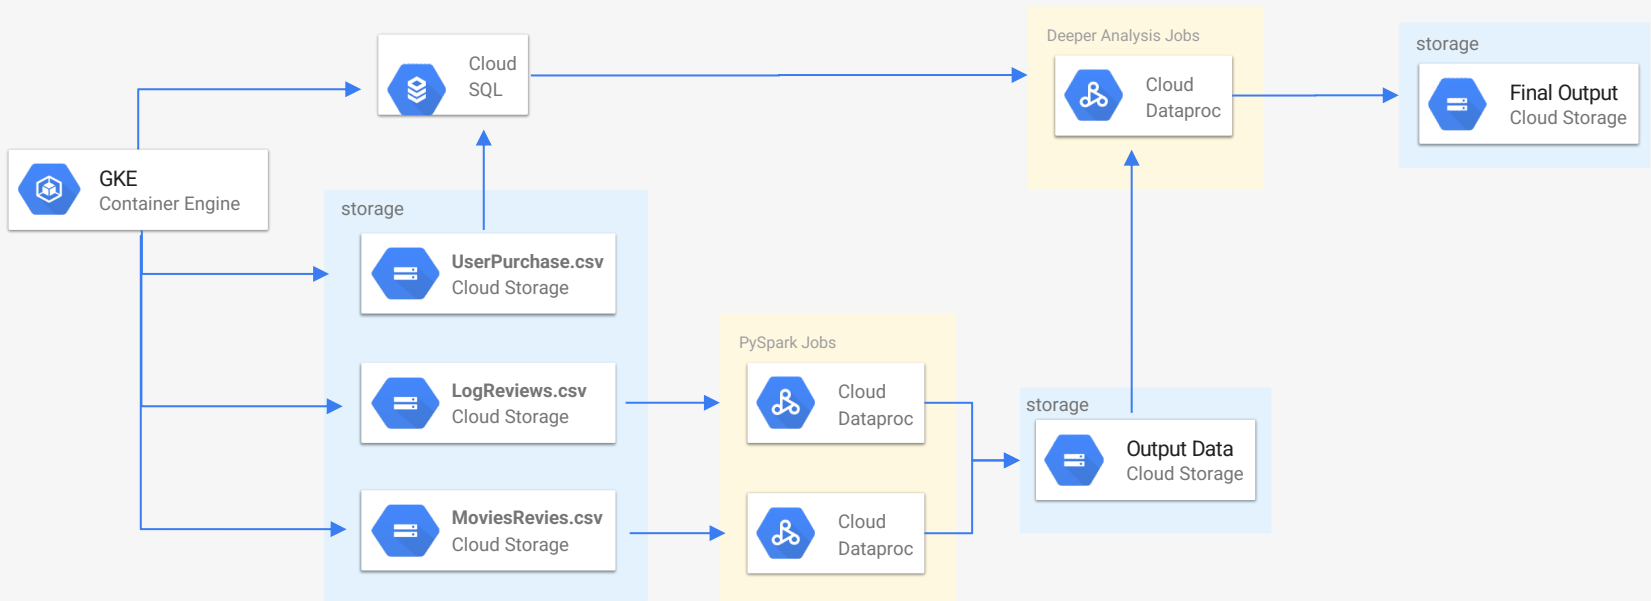 Cloud
SQL
GKE
Container Engine
storage
UserPurchase.csv
Cloud Storage
LogReviews.csv
Cloud Storage
MoviesRevies.csv
Cloud Storage
PySpark Jobs
Cloud
Dataproc
Cloud
Dataproc
storage
Output Data
Cloud Storage
Deeper Analysis Jobs
Cloud
Dataproc
storage
Final Output
Cloud Storage